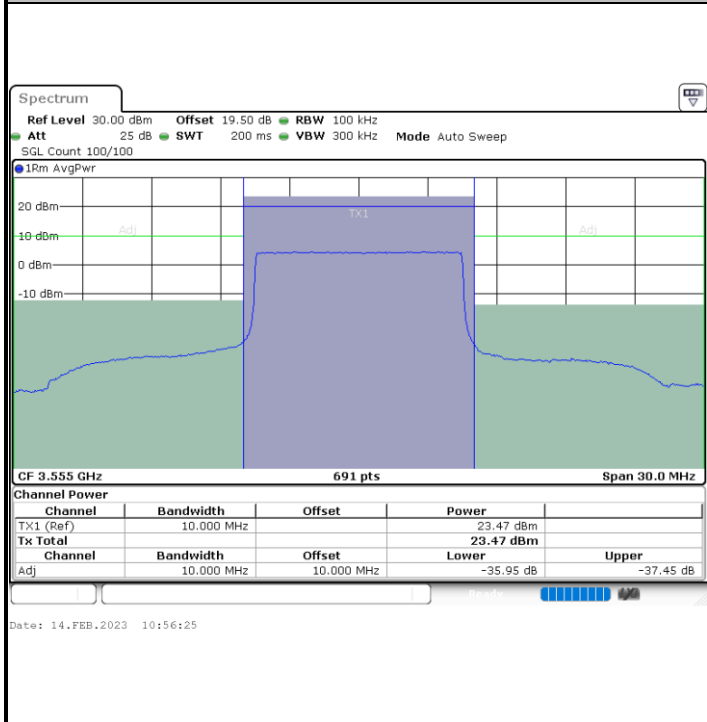 Spectrum
Ref Level 30.00 dBm Offset 19.50 dB RBW 100 kHz
Att 25 dB SWT 200 ms VBW 300 kHz Mode Auto Sweep
SGL Count 100/100
1Rm AvgPwr
20 dBm
TX1
Adj
Adj
10 dBm
0 dBm
-10 dBm
CF 3.555 GHz 691 pts Span 30.0 MHz
Channel Power
Channel Bandwidth Offset Power
TX1 (Ref) 10.000 MHz 23.47 dBm
Tx Total 23.47 dBm
Channel Bandwidth Offset Lower Upper
Adj 10.000 MHz 10.000 MHz -35.95 dB -37.45 dB
Ready
Date: 14.FEB.2023 10:56:25